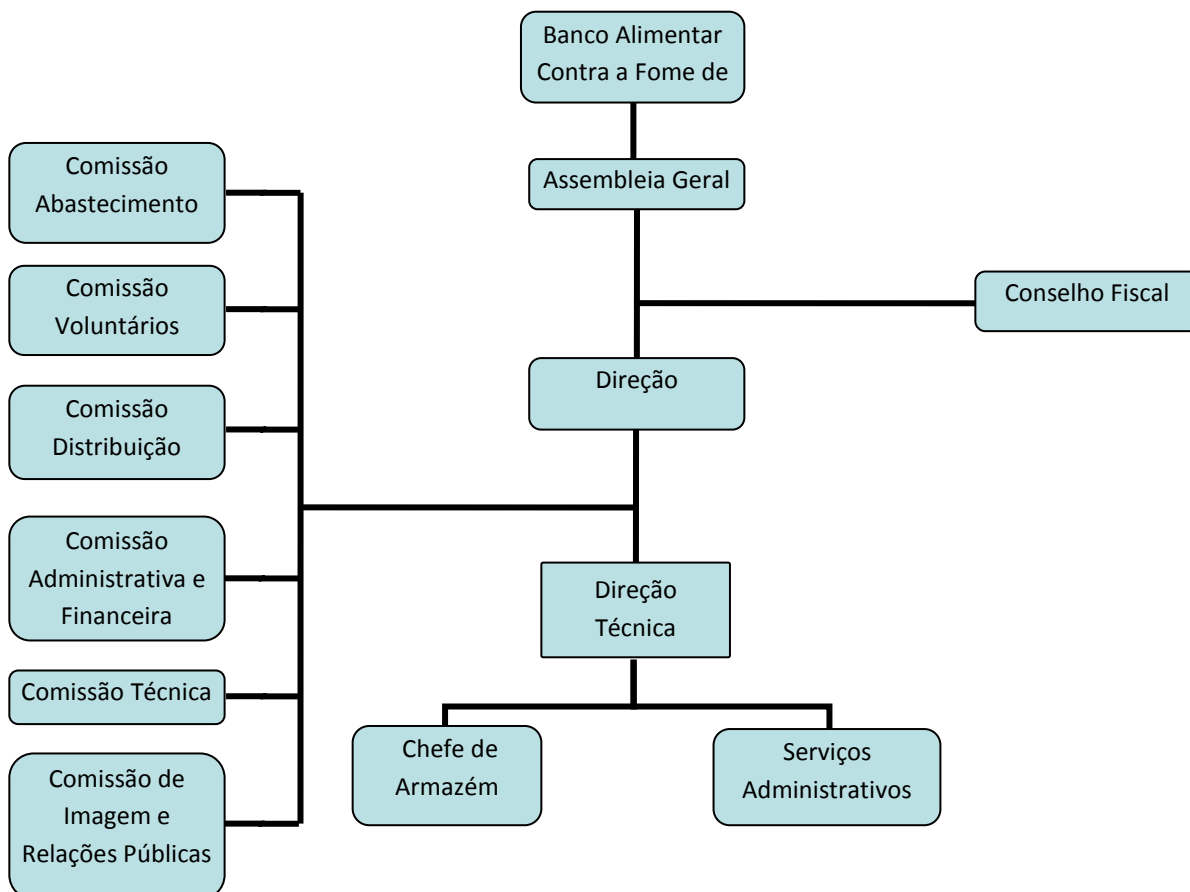 Banco Alimentar
Contra a Fome de
Assembleia Geral
Conselho Fiscal
Direção
Comissão
Abastecimento
Comissão
Voluntários
Comissão
Distribuição
Comissão
Administrativa e
Financeira
Comissão Técnica
Comissão de
Imagem e
Relações Públicas
Direção
Técnica
Chefe de
Armazém
Serviços
Administrativos